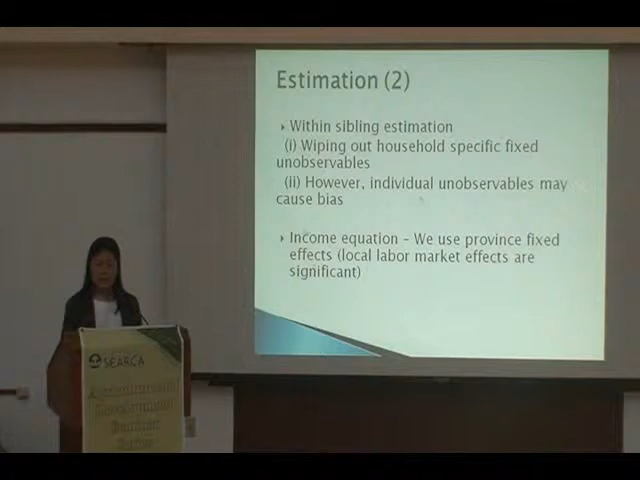 Estimation (2)
‣ Within sibling estimation
(i) Wiping out household specific fixed
unobservables
(ii) However, individual unobservables may
cause bias
‣ Income equation – We use province fixed
effects (local labor market effects are
significant)
SEARCA